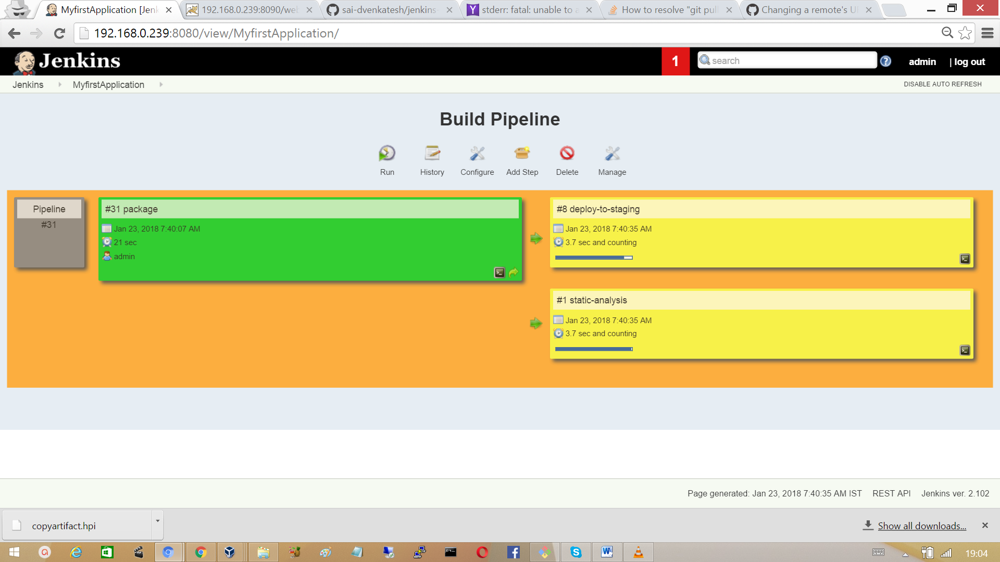 MyfirstApplication [Jenk
192.168.0.239:8090/web
sai-dvenkatesh/jenkins-
stderr: fatal: unable to a
How to resolve "git pull
Changing a remote's U
192.168.0.239:8080/view/MyfirstApplication/
Jenkins
1
search
admin
| log out
Jenkins
MyfirstApplication
DISABLE AUTO REFRESH
Build Pipeline
Run
History
Configure
Add Step
Delete
Manage
Pipeline
#31
#31 package
Jan 23, 2018 7:40:07 AM
21 sec
admin
#8 deploy-to-staging
Jan 23, 2018 7:40:35 AM
3.7 sec and counting
#1 static-analysis
Jan 23, 2018 7:40:35 AM
3.7 sec and counting
Page generated: Jan 23, 2018 7:40:35 AM IST
REST API
Jenkins ver. 2.102
copyartifact.hpi
Show all downloads...
19:04